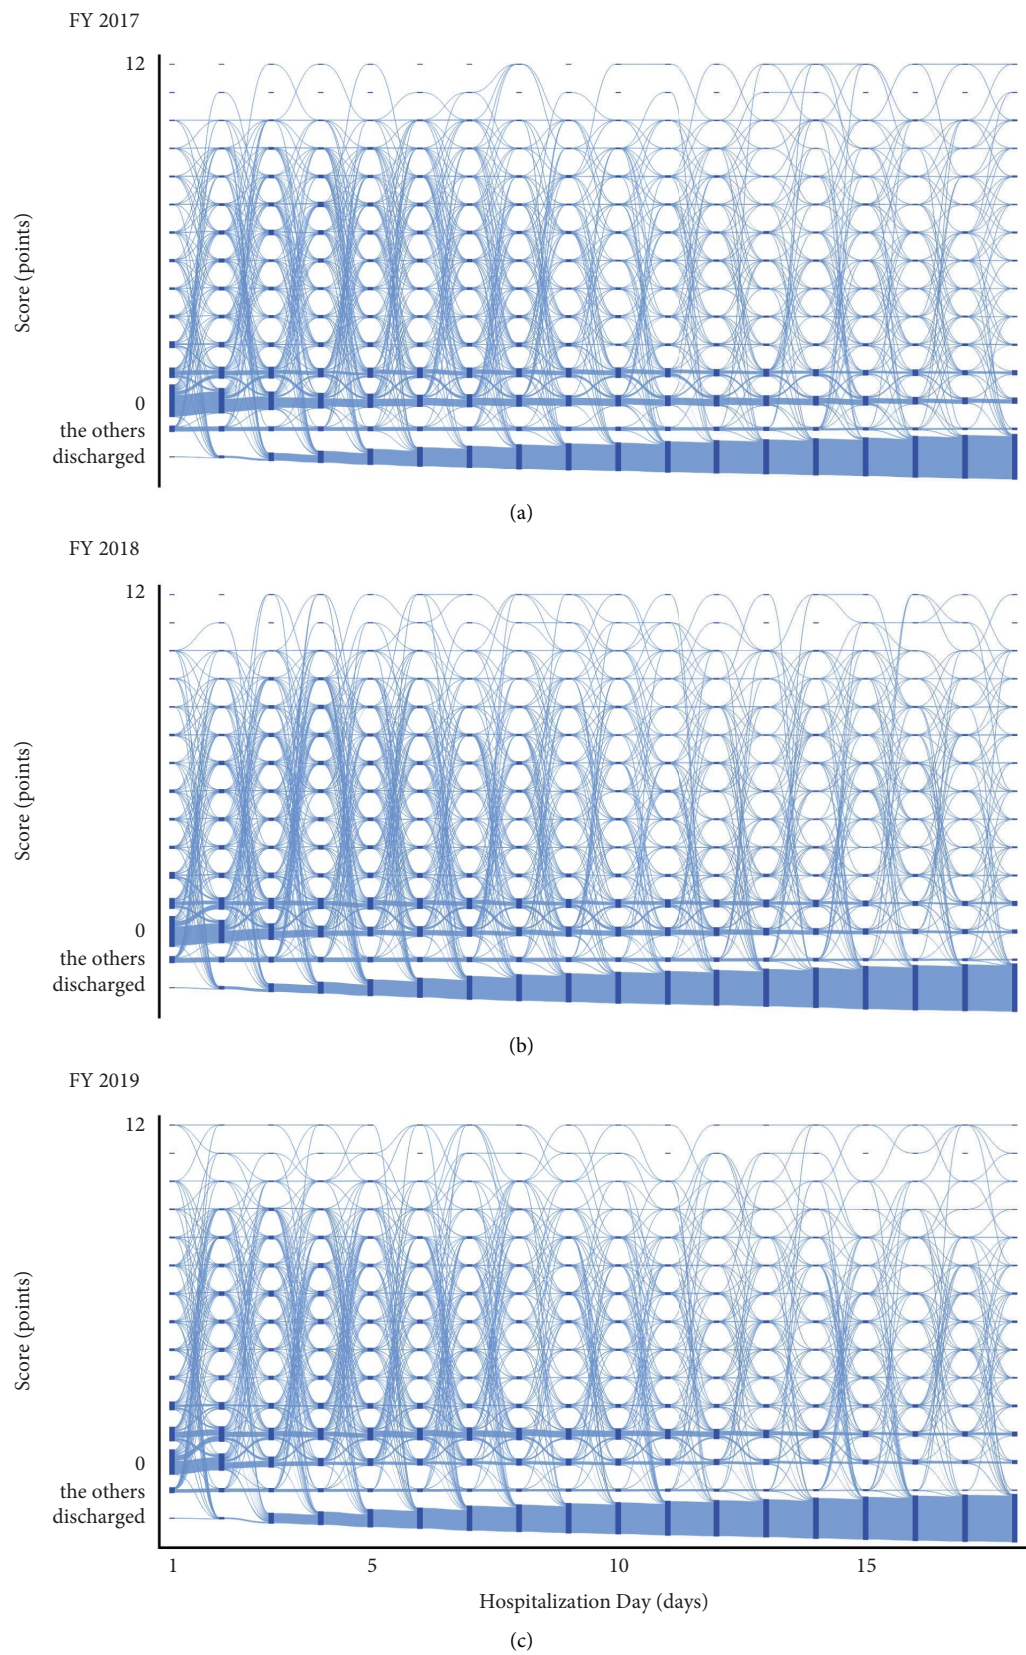 FY 2017
12
Score (points)
0
the others
discharged
(a)
FY 2018
12
Score (points)
0
the others
discharged
(b)
FY 2019
12
Score (points)
0
the others
discharged
1 5 10 15
Hospitalization Day (days)
(c)